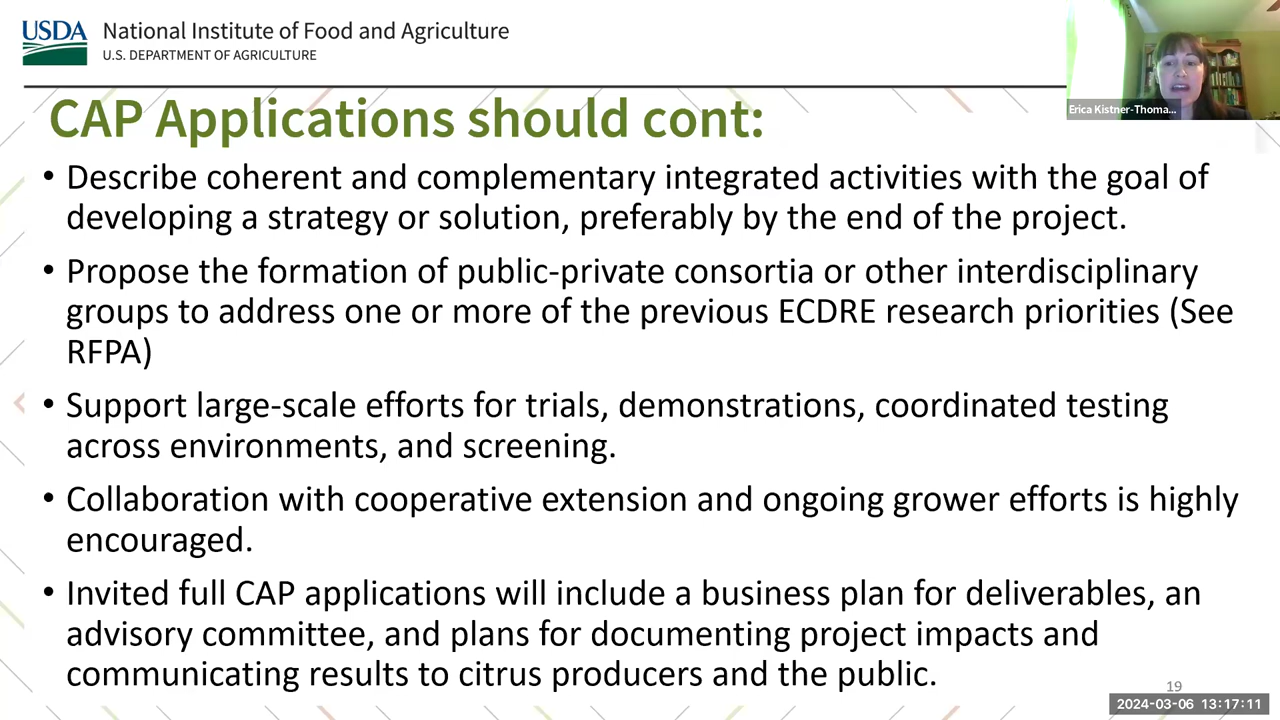 USDA
National Institute of Food and Agriculture
U.S. DEPARTMENT OF AGRICULTURE
Erica Kistner-Thoma...
CAP Applications should cont:
• Describe coherent and complementary integrated activities with the goal of
developing a strategy or solution, preferably by the end of the project.
• Propose the formation of public-private consortia or other interdisciplinary
groups to address one or more of the previous ECDRE research priorities (See
RFPA)
• Support large-scale efforts for trials, demonstrations, coordinated testing
across environments, and screening.
• Collaboration with cooperative extension and ongoing grower efforts is highly
encouraged.
• Invited full CAP applications will include a business plan for deliverables, an
advisory committee, and plans for documenting project impacts and
communicating results to citrus producers and the public.
19
2024-03-06 13:17:11